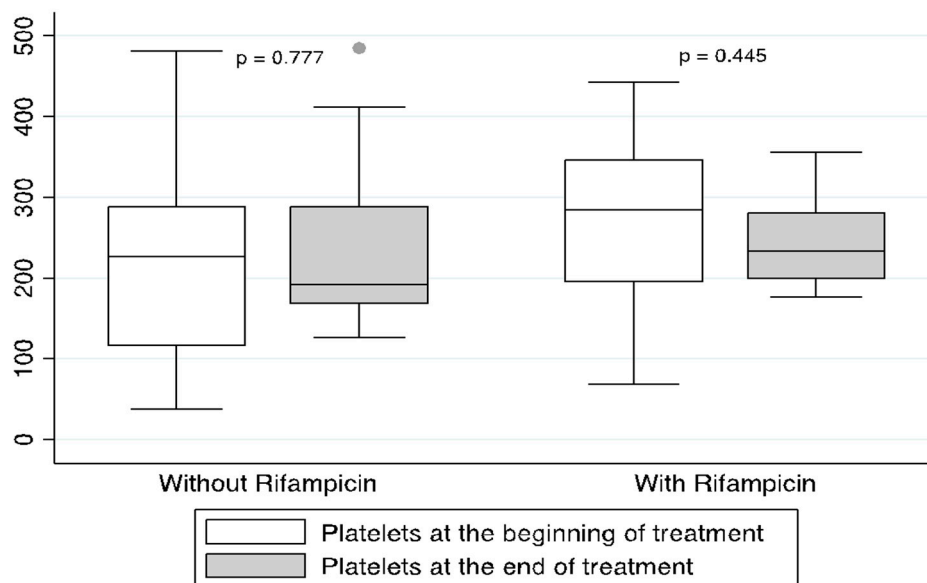 500
400
300
200
100
0
p = 0.777
p = 0.445
Without Rifampicin
With Rifampicin
Platelets at the beginning of treatment
Platelets at the end of treatment